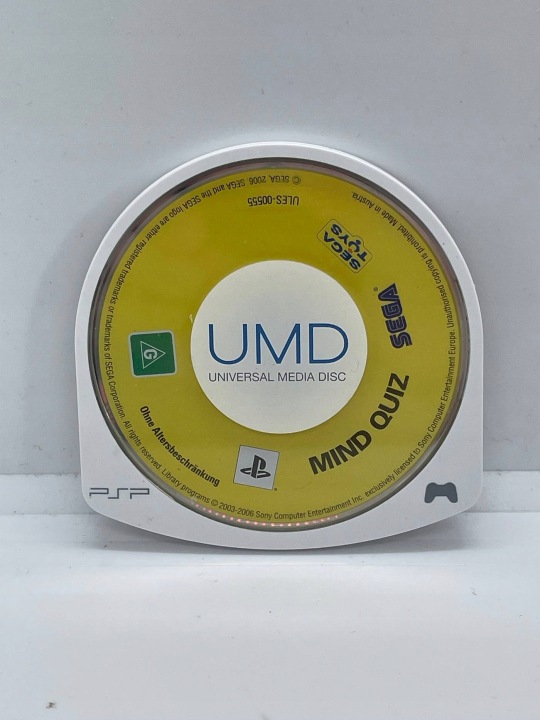 © SEGA, 2006. SEGA and the SEGA logo are either registered trademarks or trademarks of SEGA Corporation. All rights reserved. Library programs © 2003-2006 Sony Computer Entertainment Inc. exclusively licensed to Sony Computer Entertainment Europe. Unauthorised copying prohibited. Made in Austria.
ULES-00555
SEGA
TOYS
SEGA®
G
UMD
UNIVERSAL MEDIA DISC
MIND QUIZ
Ohne Altersbeschränkung
PSP